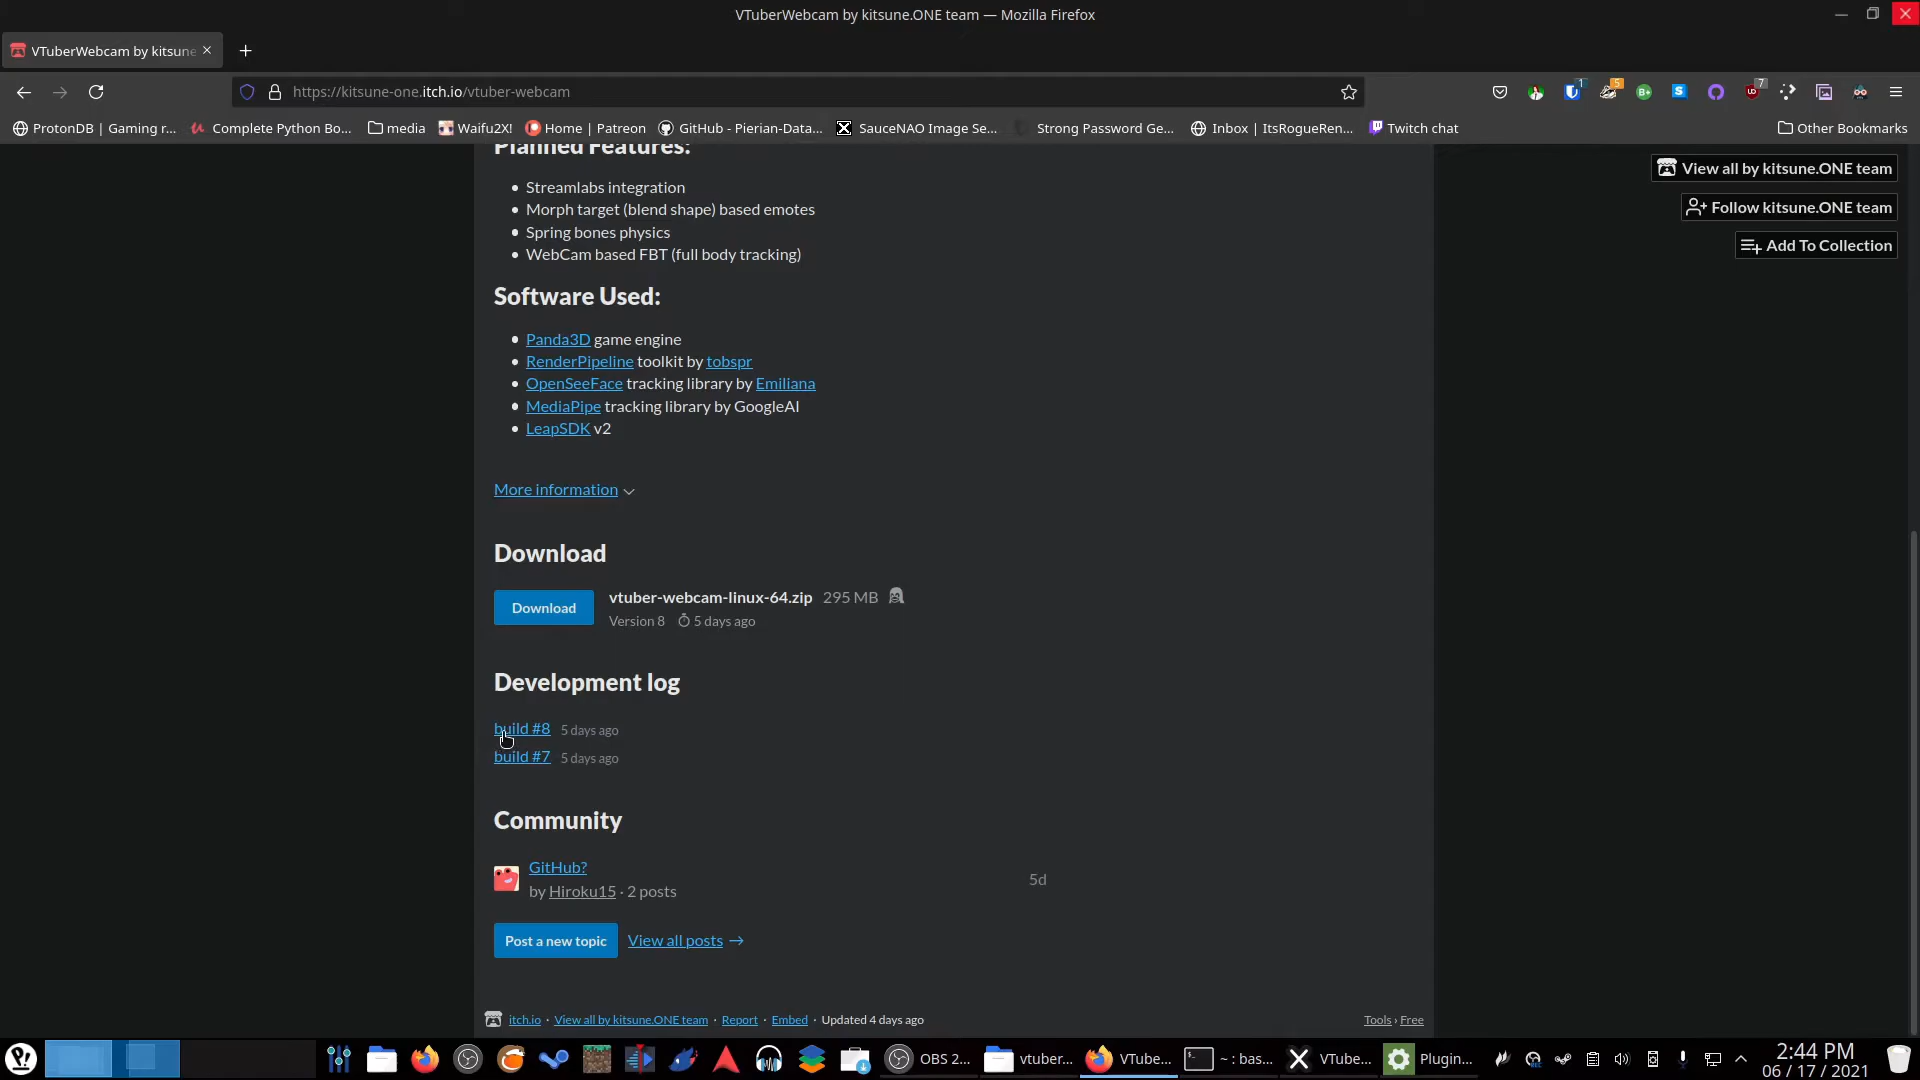 VTuberWebcam by kitsune.ONE team — Mozilla Firefox
VTuberWebcam by kitsune
https://kitsune-one.itch.io/vtuber-webcam
1
5
7
ProtonDB | Gaming r...
Complete Python Bo...
media
Waifu2X!
Home | Patreon
GitHub - Pierian-Data...
SauceNAO Image Se...
Strong Password Ge...
Inbox | ItsRogueRen...
Twitch chat
Other Bookmarks
Planned Features:
View all by kitsune.ONE team
Follow kitsune.ONE team
Add To Collection
Streamlabs integration
Morph target (blend shape) based emotes
Spring bones physics
WebCam based FBT (full body tracking)
Software Used:
Panda3D game engine
RenderPipeline toolkit by tobspr
OpenSeeFace tracking library by Emiliana
MediaPipe tracking library by GoogleAI
LeapSDK v2
More information
Download
Download
vtuber-webcam-linux-64.zip 295 MB
Version 8 5 days ago
Development log
build #8 5 days ago
build #7 5 days ago
Community
GitHub?
by Hiroku15 · 2 posts
5d
Post a new topic
View all posts →
itch.io · View all by kitsune.ONE team · Report · Embed · Updated 4 days ago
Tools › Free
OBS 2...
vtuber...
VTube...
~ : bas...
VTube...
Plugin...
2:44 PM
06 / 17 / 2021